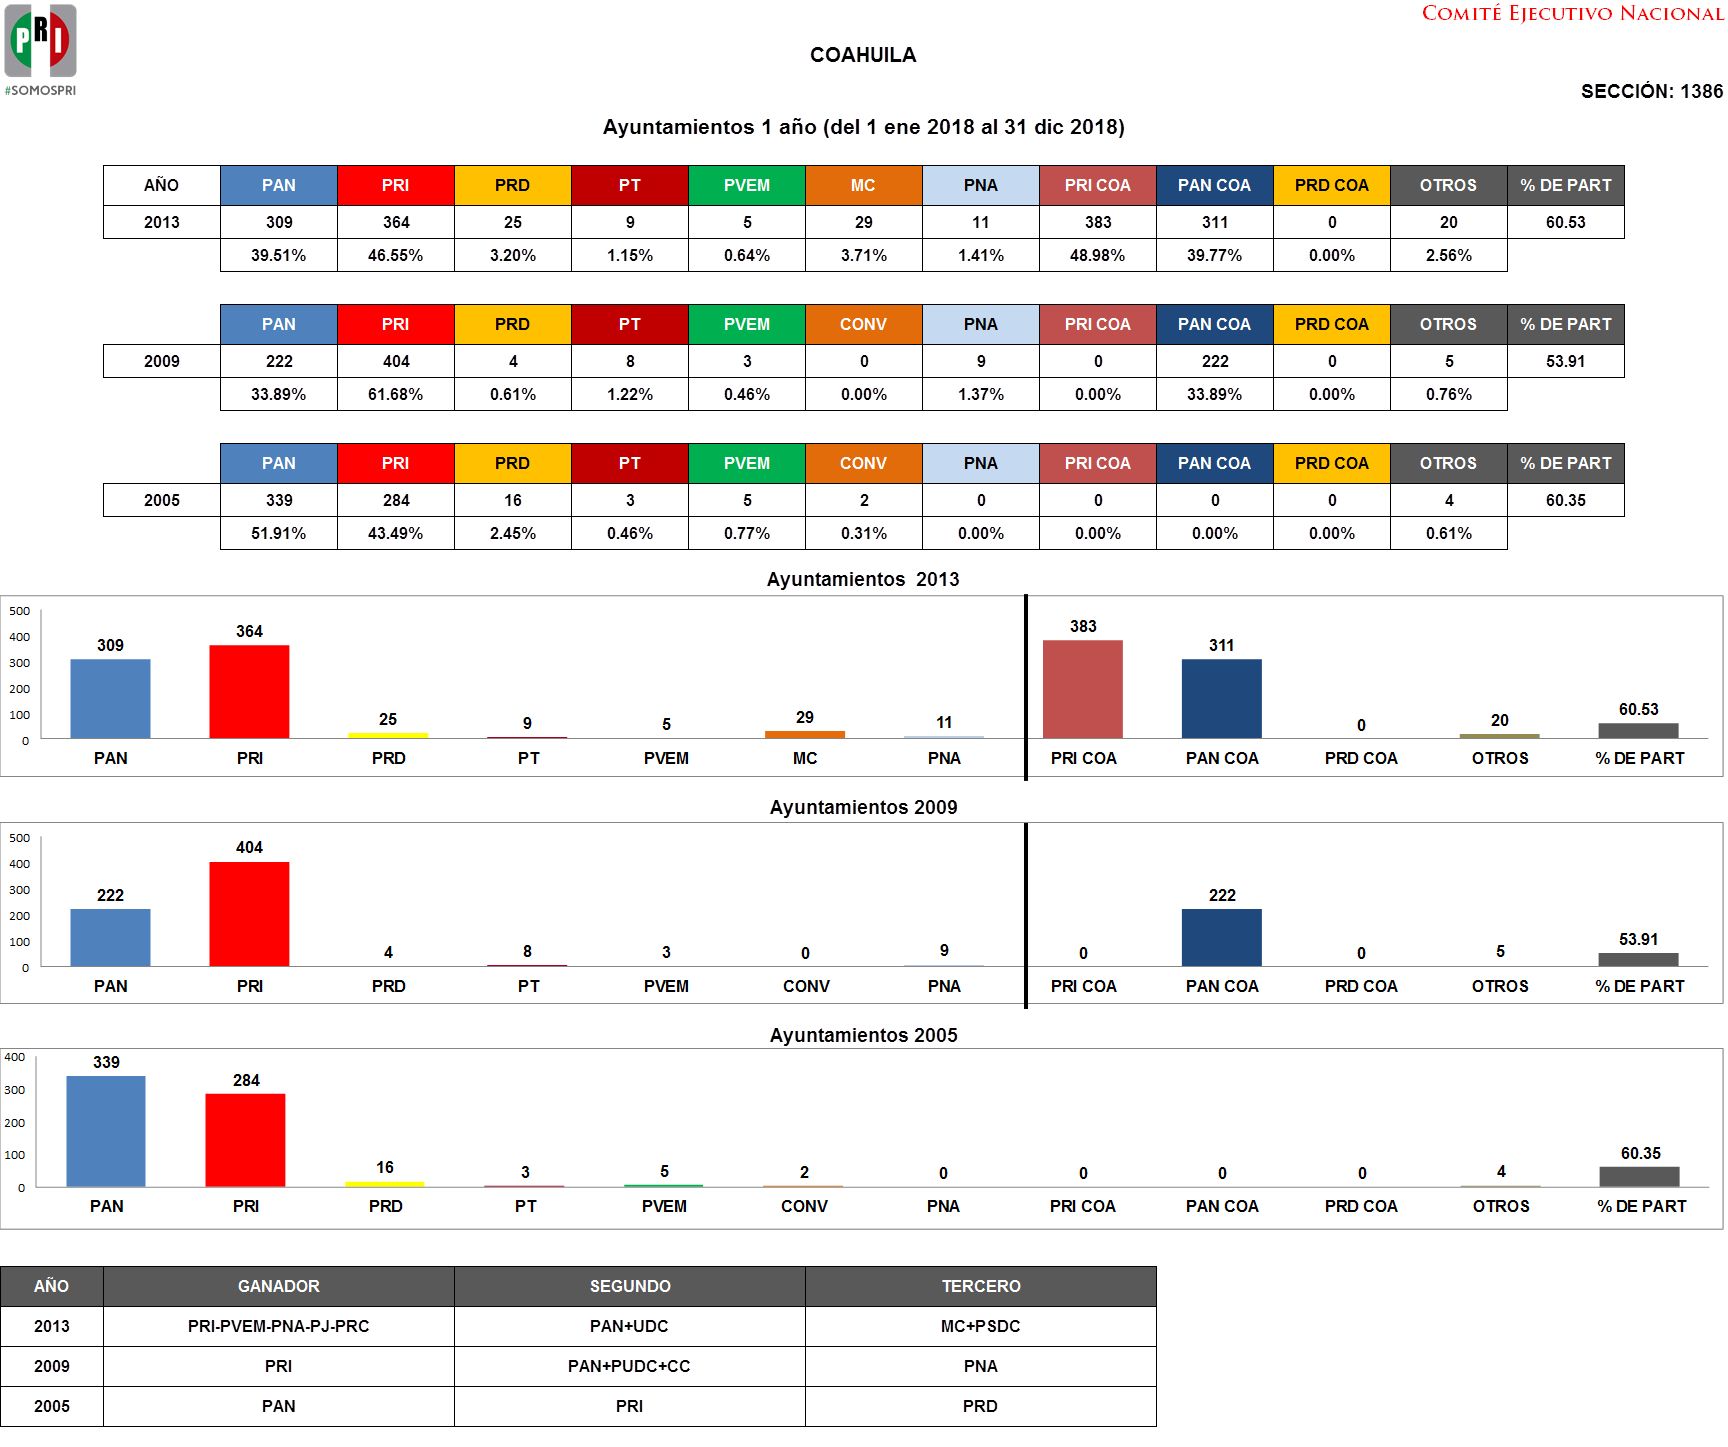 PRI
#SOMOSPRI
COMITÉ EJECUTIVO NACIONAL
COAHUILA
SECCIÓN: 1386
Ayuntamientos 1 año (del 1 ene 2018 al 31 dic 2018)
AÑO PAN PRI PRD PT PVEM MC PNA PRI COA PAN COA PRD COA OTROS % DE PART
2013 309 364 25 9 5 29 11 383 311 0 20 60.53
39.51% 46.55% 3.20% 1.15% 0.64% 3.71% 1.41% 48.98% 39.77% 0.00% 2.56%
PAN PRI PRD PT PVEM CONV PNA PRI COA PAN COA PRD COA OTROS % DE PART
2009 222 404 4 8 3 0 9 0 222 0 5 53.91
33.89% 61.68% 0.61% 1.22% 0.46% 0.00% 1.37% 0.00% 33.89% 0.00% 0.76%
PAN PRI PRD PT PVEM CONV PNA PRI COA PAN COA PRD COA OTROS % DE PART
2005 339 284 16 3 5 2 0 0 0 0 4 60.35
51.91% 43.49% 2.45% 0.46% 0.77% 0.31% 0.00% 0.00% 0.00% 0.00% 0.61%
Ayuntamientos 2013
500
400
300
200
100
0
309 364 25 9 5 29 11 383 311 0 20 60.53
PAN PRI PRD PT PVEM MC PNA PRI COA PAN COA PRD COA OTROS % DE PART
Ayuntamientos 2009
500
400
300
200
100
0
222 404 4 8 3 0 9 0 222 0 5 53.91
PAN PRI PRD PT PVEM CONV PNA PRI COA PAN COA PRD COA OTROS % DE PART
Ayuntamientos 2005
400
300
200
100
0
339 284 16 3 5 2 0 0 0 0 4 60.35
PAN PRI PRD PT PVEM CONV PNA PRI COA PAN COA PRD COA OTROS % DE PART
AÑO GANADOR SEGUNDO TERCERO
2013 PRI-PVEM-PNA-PJ-PRC PAN+UDC MC+PSDC
2009 PRI PAN+PUDC+CC PNA
2005 PAN PRI PRD